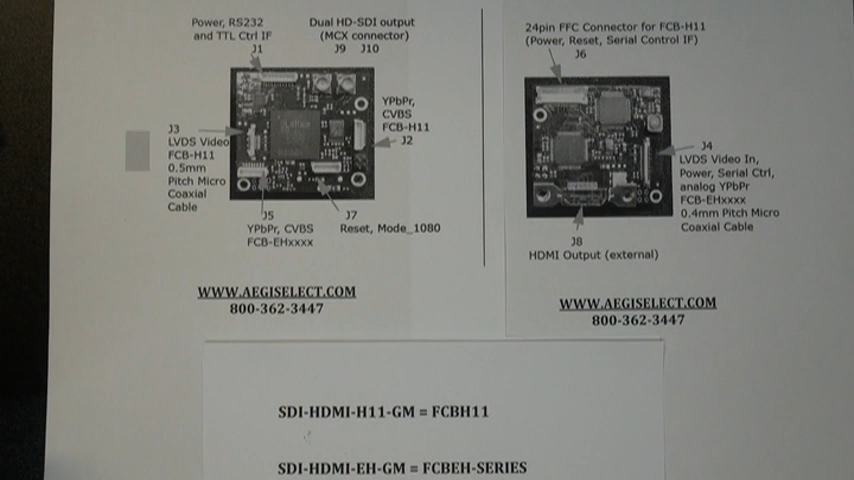 Power, RS232
and TTL Ctrl IF
J1
Dual HD-SDI output
(MCX connector)
J9 J10
YPbPr,
CVBS
FCB-H11
J2
J3
LVDS Video
FCB-H11
0.5mm
Pitch Micro
Coaxial
Cable
J5
YPbPr, CVBS
FCB-EHxxxx
J7
Reset, Mode_1080
WWW.AEGISELECT.COM
800-362-3447
24pin FFC Connector for FCB-H11
(Power, Reset, Serial Control IF)
J6
J4
LVDS Video In,
Power, Serial Ctrl,
analog YPbPr
FCB-EHxxxx
0.4mm Pitch Micro
Coaxial Cable
J8
HDMI Output (external)
WWW.AEGISELECT.COM
800-362-3447
SDI-HDMI-H11-GM = FCBH11
SDI-HDMI-EH-GM = FCBEH-SERIES